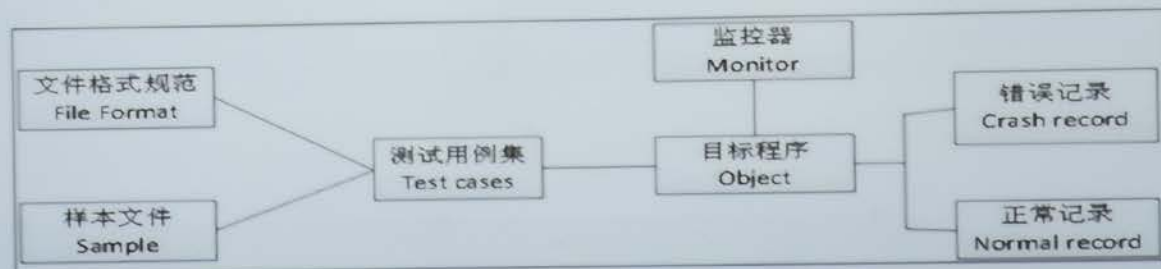 文件格式规范
File Format
样本文件
Sample
测试用例集
Test cases
监控器
Monitor
目标程序
Object
错误记录
Crash record
正常记录
Normal record